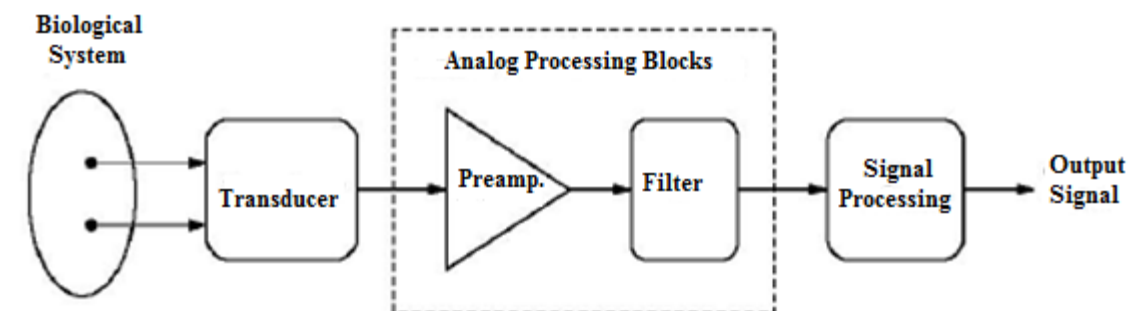 Biological
System
Analog Processing Blocks
Transducer
Preamp.
Filter
Signal
Processing
Output
Signal